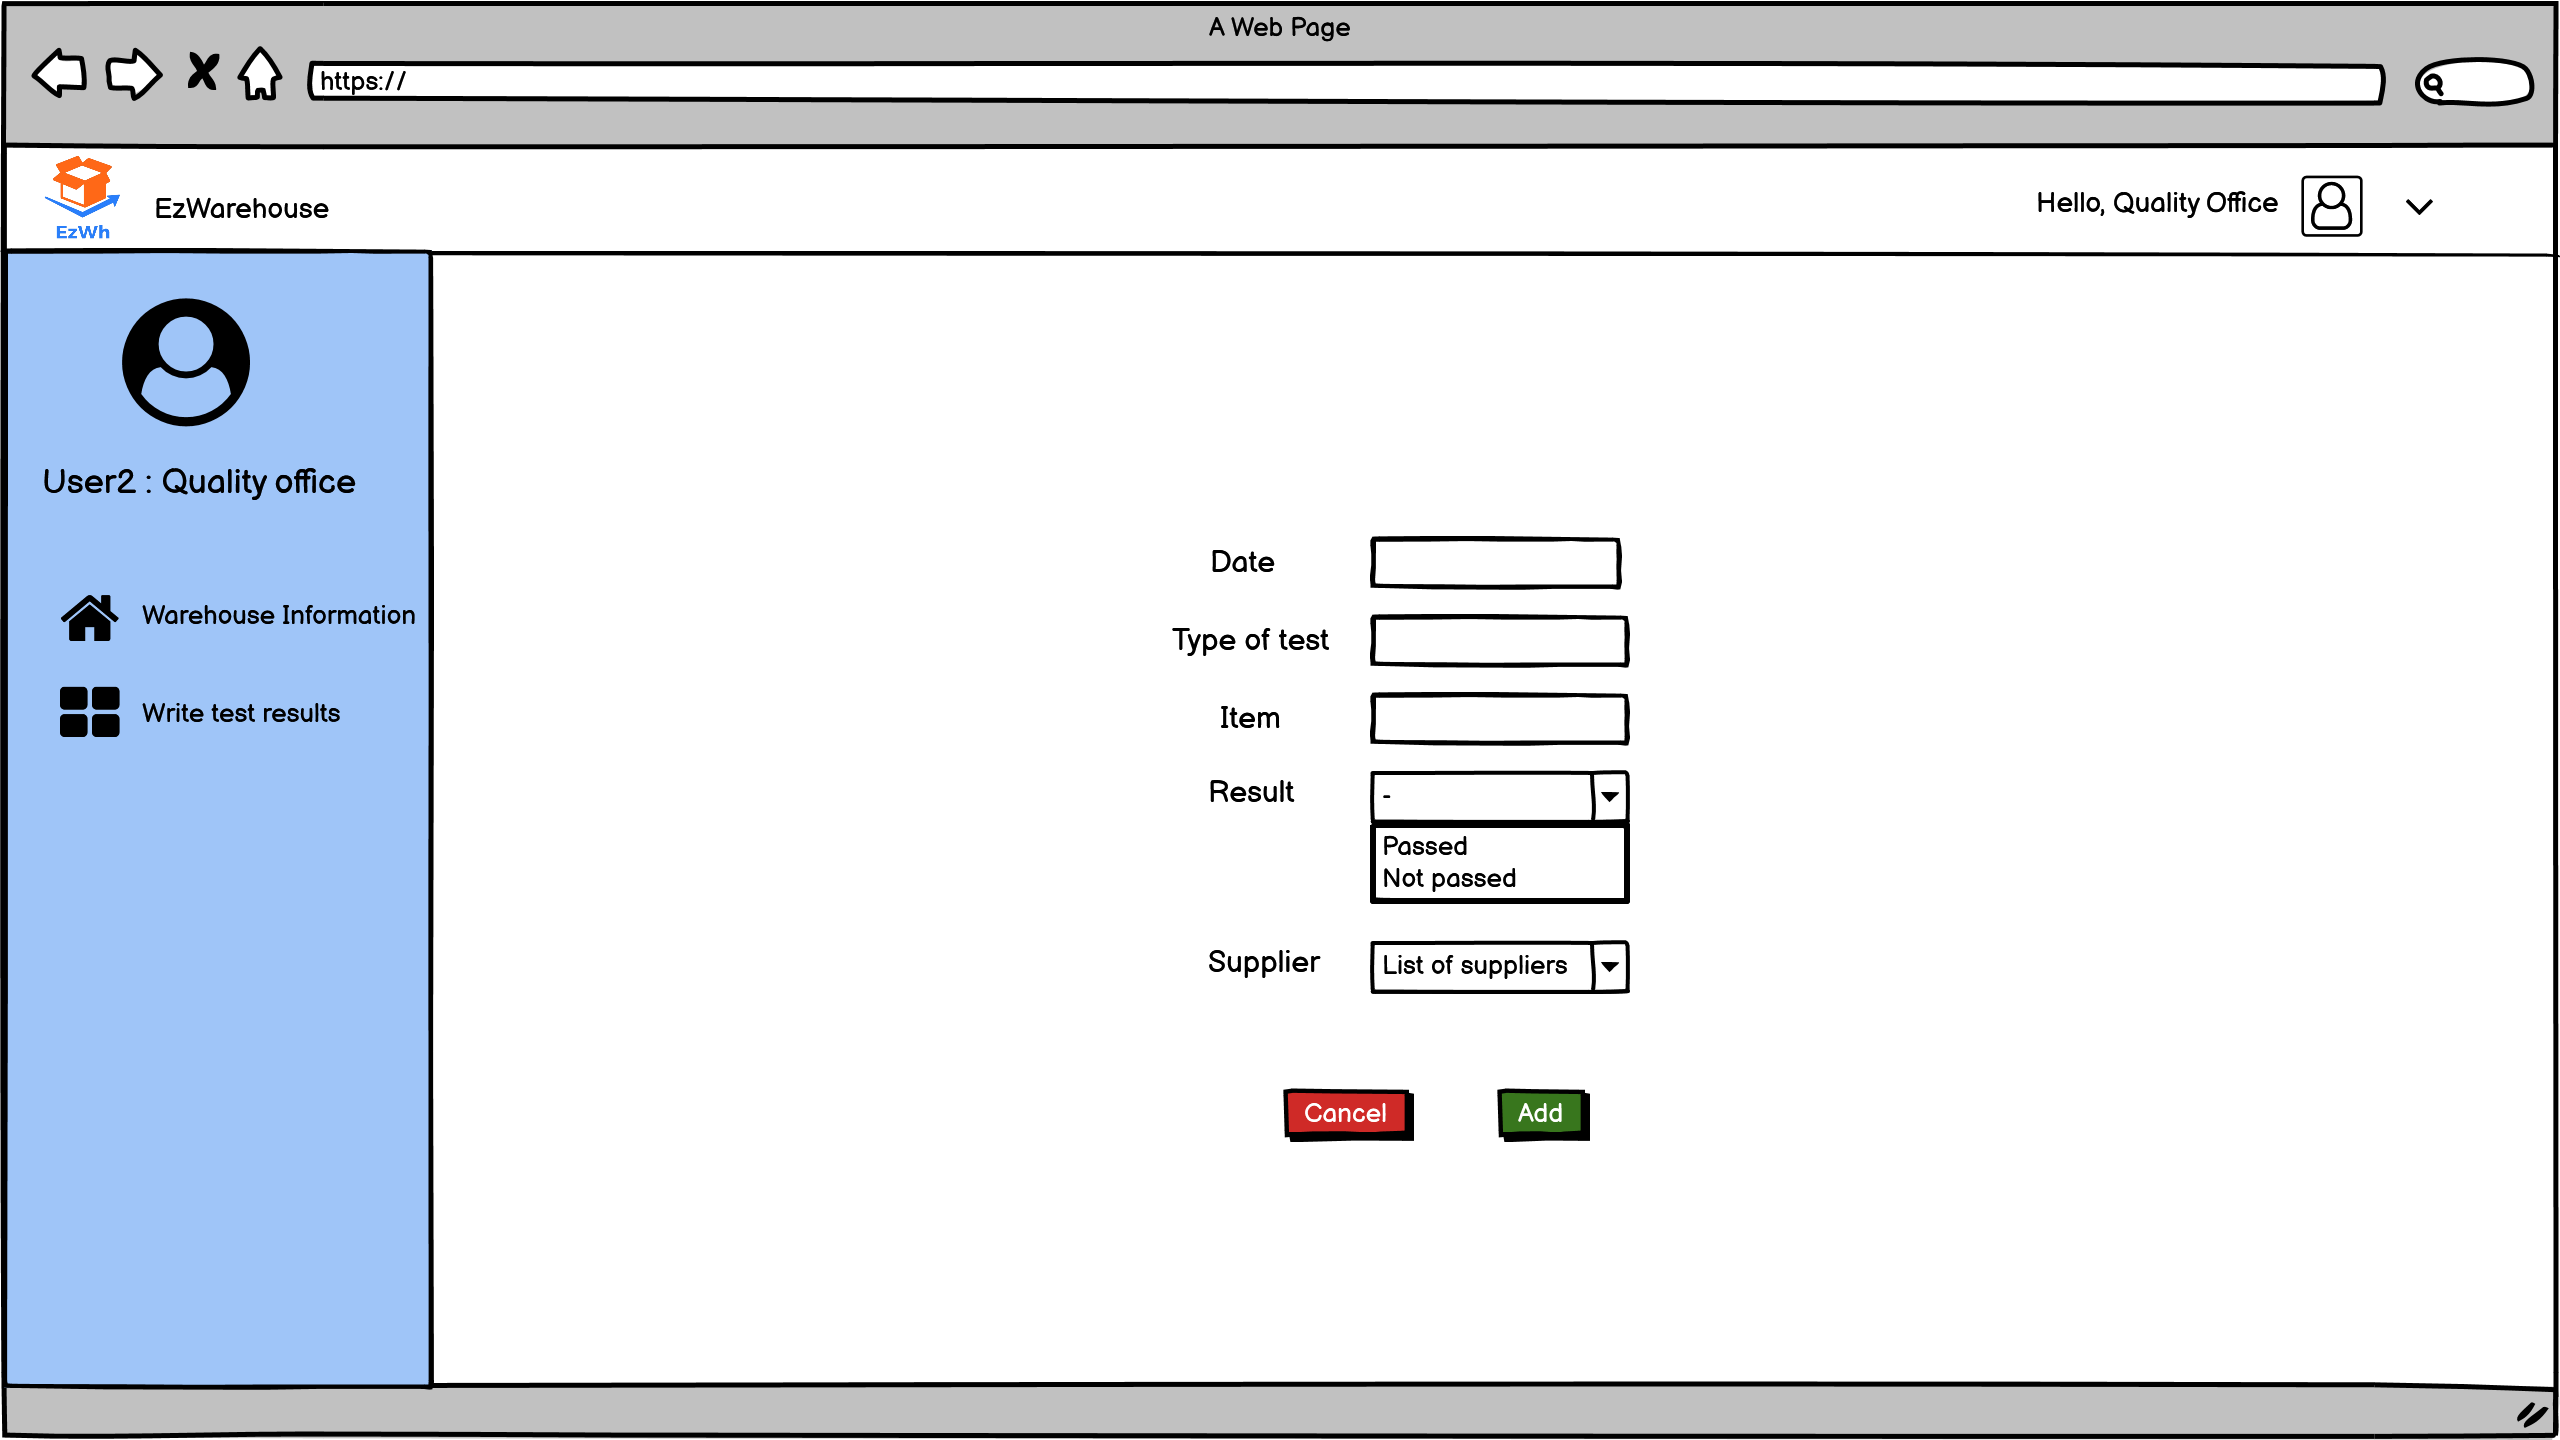 A Web Page
https://
EzWh
EzWarehouse
Hello, Quality Office
User2 : Quality office
Warehouse Information
Write test results
Date
Type of test
Item
Result
-
Passed
Not passed
Supplier
List of suppliers
Cancel
Add